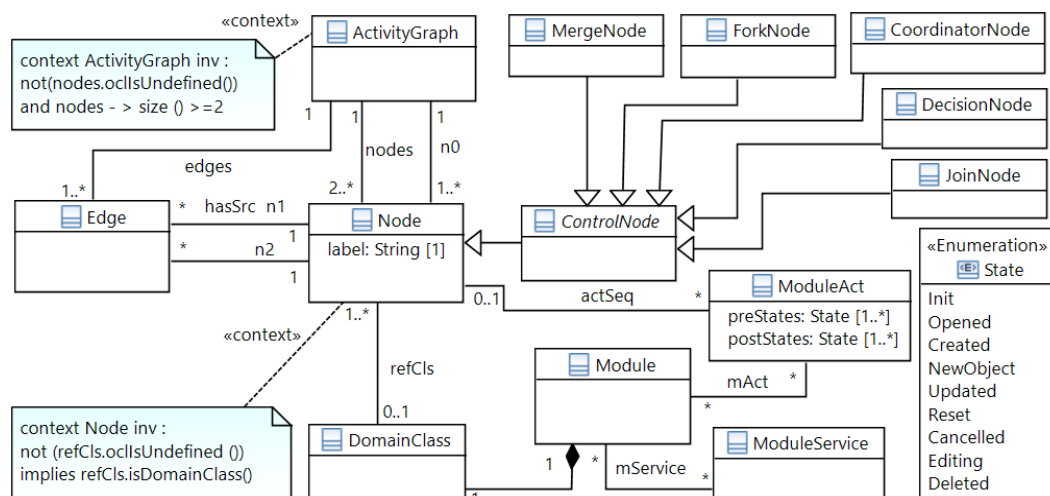 «context»
ActivityGraph
MergeNode
ForkNode
CoordinatorNode
context ActivityGraph inv :
not(nodes.oclIsUndefined())
and nodes - > size () >=2
DecisionNode
1
1
1
nodes
n0
edges
JoinNode
1..*
2..*
1..*
Edge
*
hasSrc
n1
1
Node
label: String [1]
ControlNode
*
n2
1
«Enumeration»
State
Init
Opened
Created
NewObject
Updated
Reset
Cancelled
Editing
Deleted
0..1
actSeq
*
ModuleAct
preStates: State [1..*]
postStates: State [1..*]
«context»
1..*
refCls
0..1
Module
mAct
*
*
context Node inv :
not (refCls.oclIsUndefined ())
implies refCls.isDomainClass()
DomainClass
1
*
mService
*
ModuleService